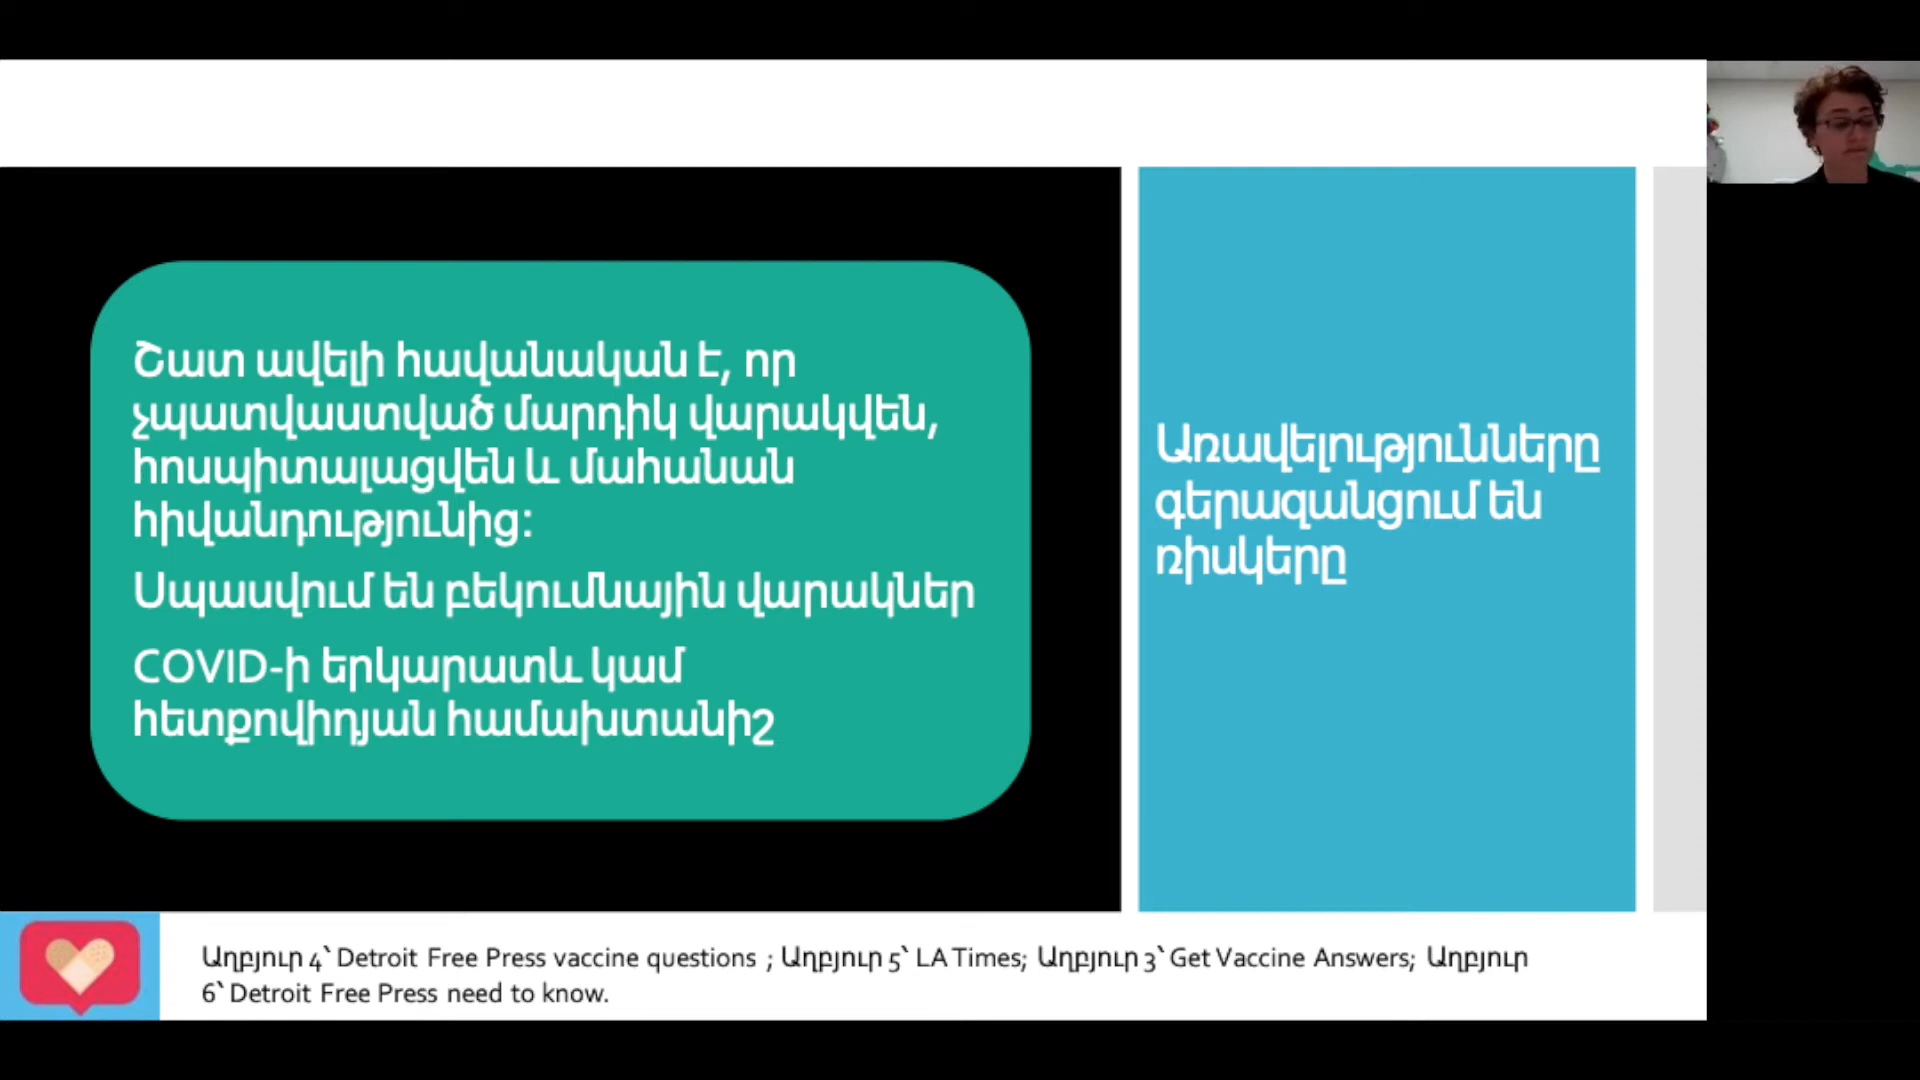 Շատ ավելի հավանական է, որ
չպատվաստված մարդիկ վարակվեն,
հոսպիտալացվեն և մահանան
հիվանդությունից:
Սպասվում են բեկումնային վարակներ
COVID-ի երկարատև կամ
հետքովիդյան համախտանիշ
Առավելությունները
գերազանցում են
ռիսկերը
Աղբյուր 4՝ Detroit Free Press vaccine questions ; Աղբյուր 5՝ LA Times; Աղբյուր 3՝ Get Vaccine Answers; Աղբյուր
6՝ Detroit Free Press need to know.